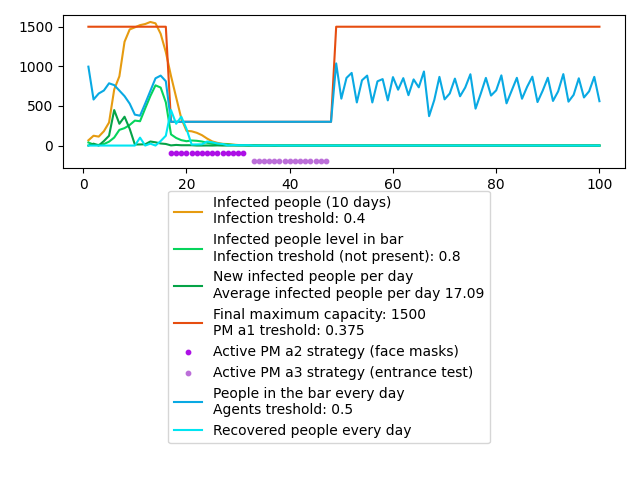 1500
1000
500
0
0 20 40 60 80 100
Infected people (10 days)
Infection treshold: 0.4
Infected people level in bar
Infection treshold (not present): 0.8
New infected people per day
Average infected people per day 17.09
Final maximum capacity: 1500
PM a1 treshold: 0.375
Active PM a2 strategy (face masks)
Active PM a3 strategy (entrance test)
People in the bar every day
Agents treshold: 0.5
Recovered people every day